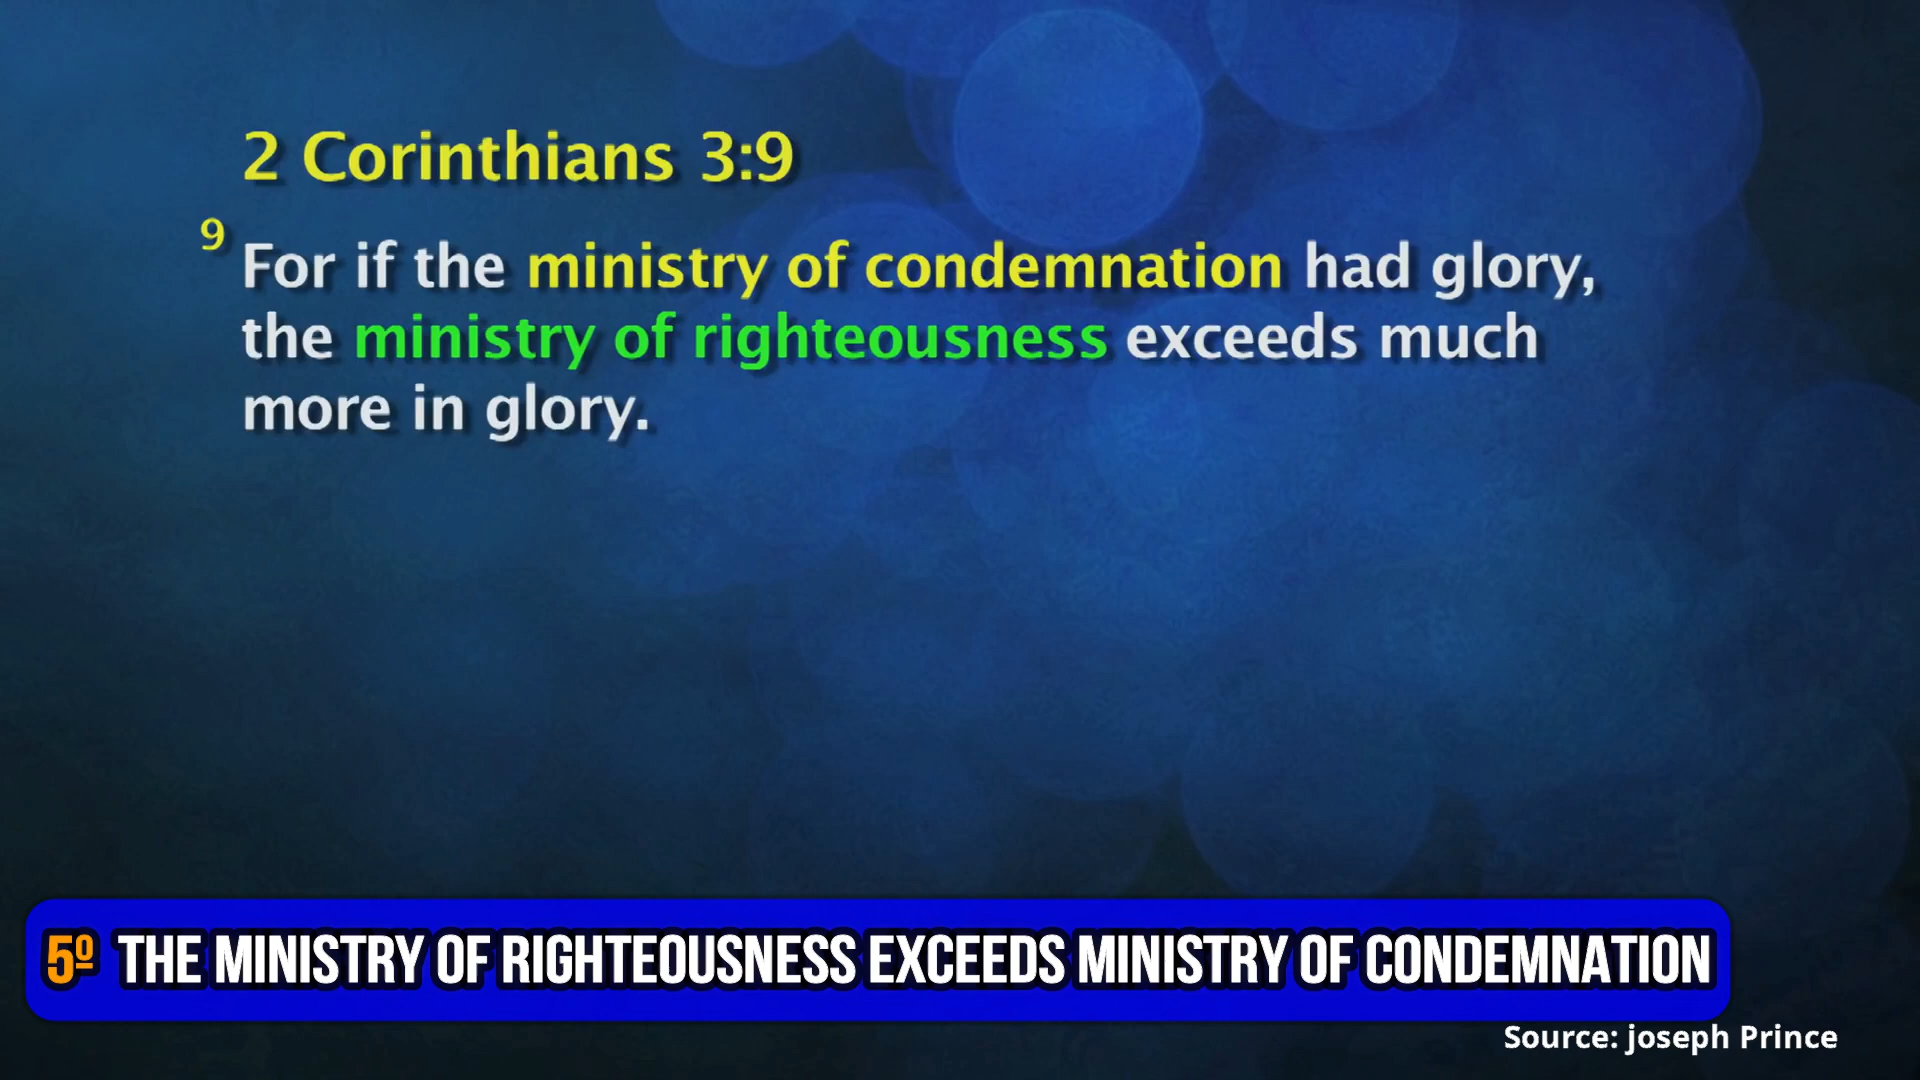 2 Corinthians 3:9
9 For if the ministry of condemnation had glory,
the ministry of righteousness exceeds much
more in glory.
5º THE MINISTRY OF RIGHTEOUSNESS EXCEEDS MINISTRY OF CONDEMNATION
Source: joseph Prince